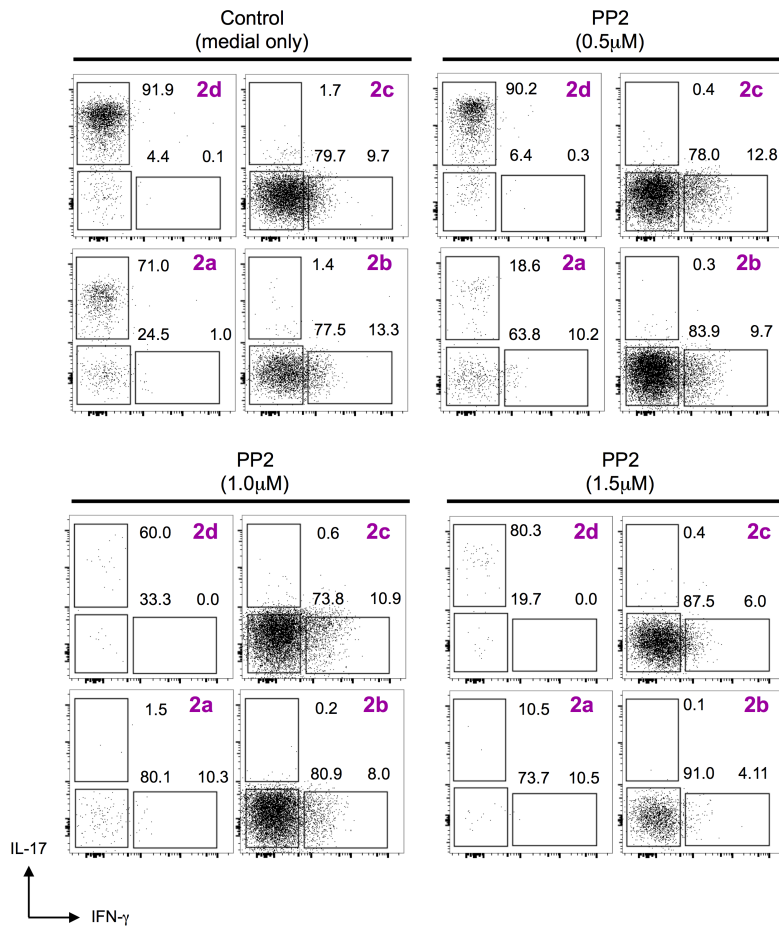 Control
(medial only)
PP2
(0.5μM)
91.9 2d
4.4 0.1
1.7 2c
79.7 9.7
90.2 2d
6.4 0.3
0.4 2c
78.0 12.8
71.0 2a
24.5 1.0
1.4 2b
77.5 13.3
18.6 2a
63.8 10.2
0.3 2b
83.9 9.7
PP2
(1.0μM)
PP2
(1.5μM)
60.0 2d
33.3 0.0
0.6 2c
73.8 10.9
80.3 2d
19.7 0.0
0.4 2c
87.5 6.0
1.5 2a
80.1 10.3
0.2 2b
80.9 8.0
10.5 2a
73.7 10.5
0.1 2b
91.0 4.11
IL-17
IFN-γ